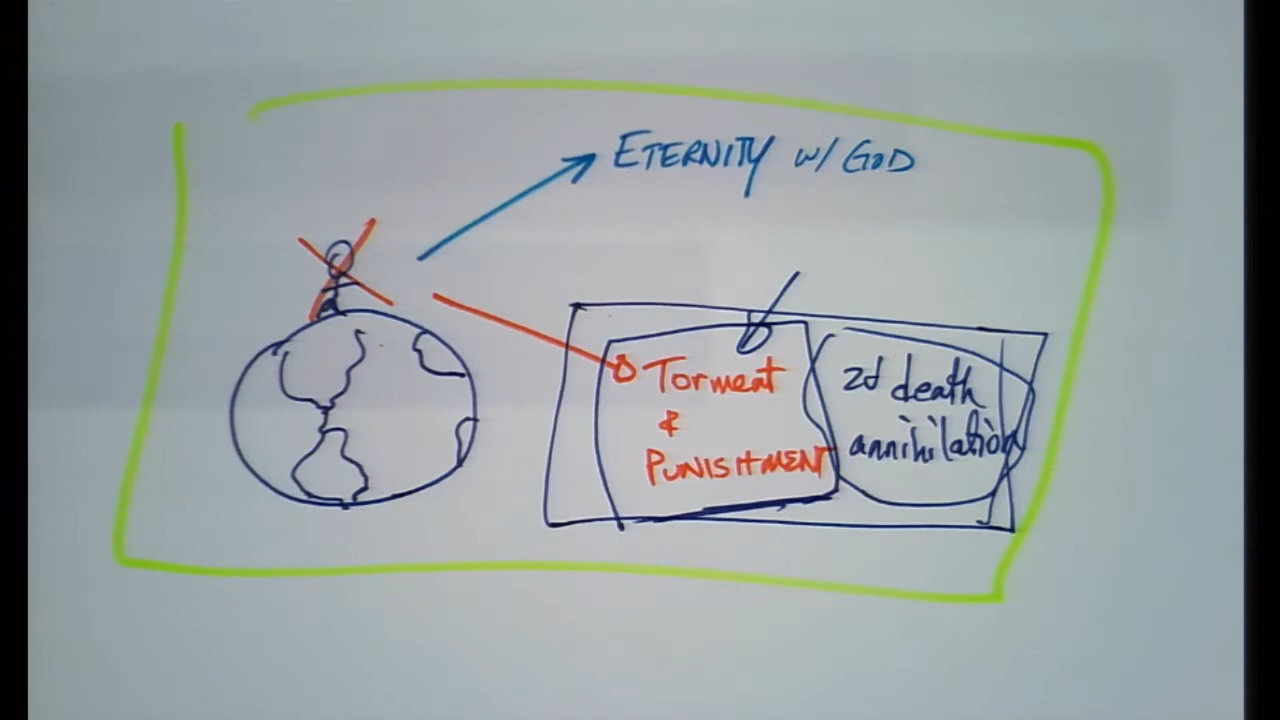 ETERNITY w/ GOD
Torment
&
PUNISHMENT
2d death
annihilation